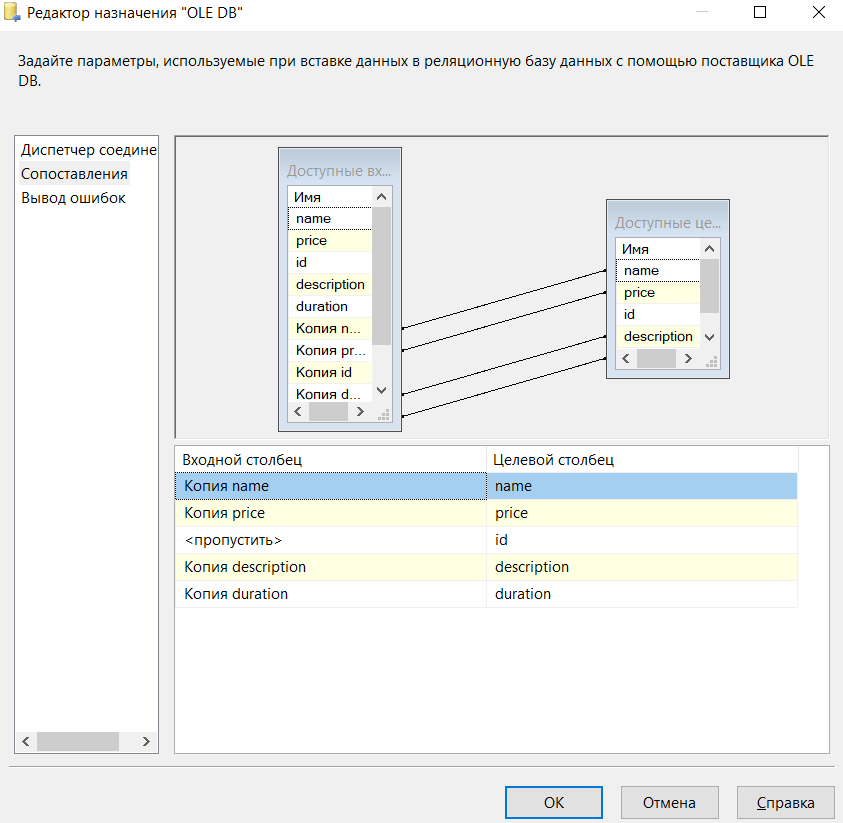 Редактор назначения "OLE DB"
Задайте параметры, используемые при вставке данных в реляционную базу данных с помощью поставщика OLE
DB.
Диспетчер соедине
Сопоставления
Вывод ошибок
Доступные вх...
Имя
name
price
id
description
duration
Копия n...
Копия pr...
Копия id
Копия d...
Доступные це...
Имя
name
price
id
description
Входной столбец Целевой столбец
Копия name name
Копия price price
<пропустить> id
Копия description description
Копия duration duration
ОК Отмена Справка